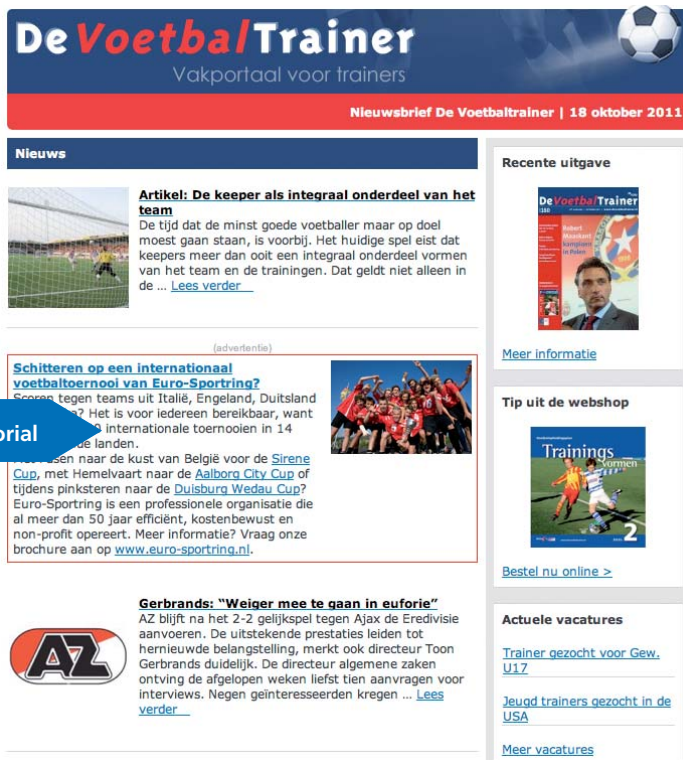 De VoetbalTrainer
Vakportaal voor trainers
Nieuwsbrief De Voetbaltrainer | 18 oktober 2011
Nieuws
Artikel: De keeper als integraal onderdeel van het
team
De tijd dat de minst goede voetballer maar op doel
moest gaan staan, is voorbij. Het huidige spel eist dat
keepers meer dan ooit een integraal onderdeel vormen
van het team en de trainingen. Dat geldt niet alleen in
de ... Lees verder
(advertentie)
Schitteren op een internationaal
voetbaltoernooi van Euro-Sportring?
Scoren tegen teams uit Italië, Engeland, Duitsland
? Het is voor iedereen bereikbaar, want
internationale toernooien in 14
de landen.
naar de kust van België voor de Sirene
Cup, met Hemelvaart naar de Aalborg City Cup of
tijdens pinksteren naar de Duisburg Wedau Cup?
Euro-Sportring is een professionele organisatie die
al meer dan 50 jaar efficiënt, kostenbewust en
non-profit opereert. Meer informatie? Vraag onze
brochure aan op www.euro-sportring.nl.
orial
Gerbrands: “Weiger mee te gaan in euforie”
AZ blijft na het 2-2 gelijkspel tegen Ajax de Eredivisie
aanvoeren. De uitstekende prestaties leiden tot
hernieuwde belangstelling, merkt ook directeur Toon
Gerbrands duidelijk. De directeur algemene zaken
ontving de afgelopen weken liefst tien aanvragen voor
interviews. Negen geïnteresseerden kregen ... Lees
verder
AZ
Recente uitgave
De VoetbalTrainer
Robert
Maaskant
kampioen
in Polen
Meer informatie
Tip uit de webshop
Trainings
vormen
2
Bestel nu online >
Actuele vacatures
Trainer gezocht voor Gew.
U17
Jeugd trainers gezocht in de
USA
Meer vacatures